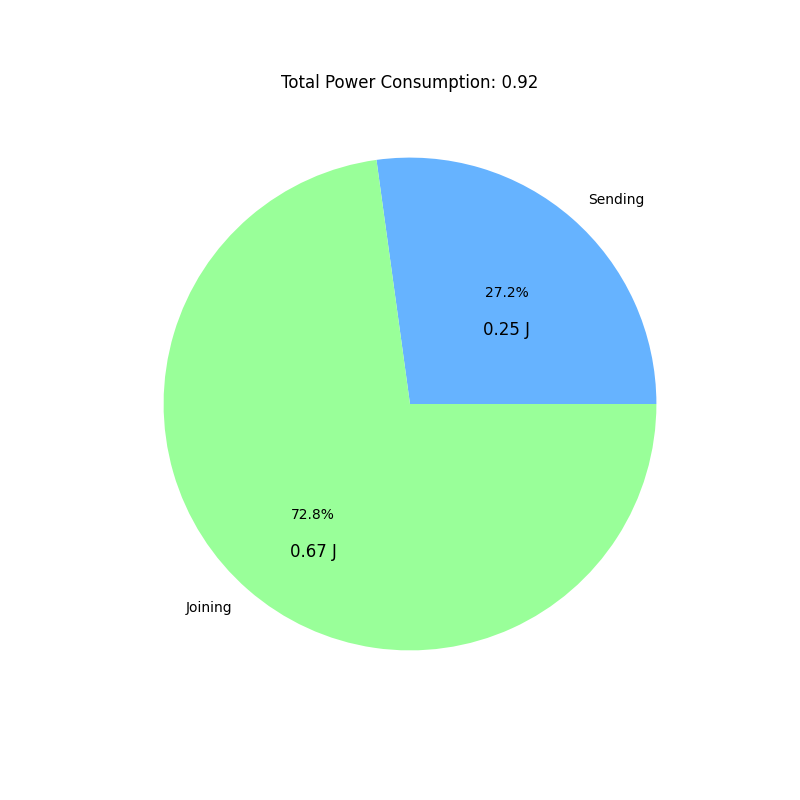 Total Power Consumption: 0.92
Sending
27.2%
0.25 J
72.8%
0.67 J
Joining